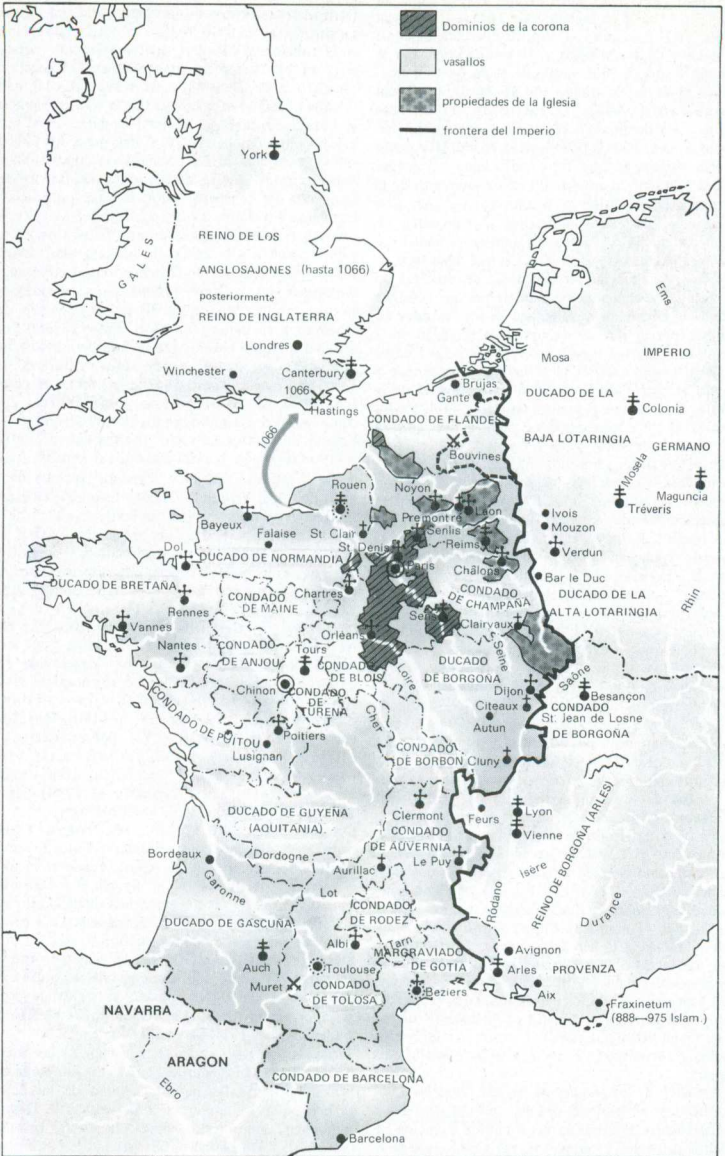 Dominios de la corona
vasallos
propiedades de la Iglesia
frontera del Imperio
York
GALES
REINO DE LOS
ANGLOSAJONES (hasta 1066)
posteriormente
REINO DE INGLATERRA
Londres
Winchester
Canterbury
1066
Hastings
1066
Ems
Mosa
IMPERIO
GERMANO
DUCADO DE LA
BAJA LOTARINGIA
Colonia
Mosela
Maguncia
Tréveris
Brujas
Gante
CONDADO DE FLANDES
Bouvines
Rouen
Noyon
Laon
Prémontré
Bayeux
Falaise
St. Clair
Senlis
Reims
Ivois
Mouzon
Verdun
St. Denis
Paris
Châlons
Dol
DUCADO DE NORMANDIA
Bar le Duc
DUCADO DE BRETAÑA
CONDADO
DE MAINE
Chartres
CONDADO
DE CHAMPAÑA
DUCADO DE LA
ALTA LOTARINGIA
Rhin
Rennes
Vannes
Sens
Clairvaux
Orléans
Nantes
CONDADO
DE ANJOU
Tours
CONDADO
DE BLOIS
Loire
DUCADO
DE BORGOÑA
Seine
Saône
Chinon
CONDADO
DE
TURENA
Dijon
Besançon
Citeaux
CONDADO
St. Jean de Losne
DE BORGOÑA
Autun
CONDADO DE POITOU
Poitiers
Lusignan
Cher
CONDADO
DE BORBON
Cluny
DUCADO DE GUYEÑA
(AQUITANIA)
Clermont
CONDADO
DE AUVERNIA
Feurs
Lyon
Vienne
REINO DE BORGOÑA (ARLES)
Bordeaux
Dordogne
Aurillac
Le Puy
Isére
Garonne
Lot
Ródano
Durance
DUCADO DE GASCUÑA
CONDADO
DE RODEZ
Albi
Tarn
MARGRAVIADO
DE GOTIA
Avignon
Auch
Toulouse
Arles
PROVENZA
Muret
CONDADO
DE TOLOSA
Beziers
Aix
Fraxinetum
(888—975 Islam.)
NAVARRA
ARAGON
Ebro
CONDADO DE BARCELONA
Barcelona